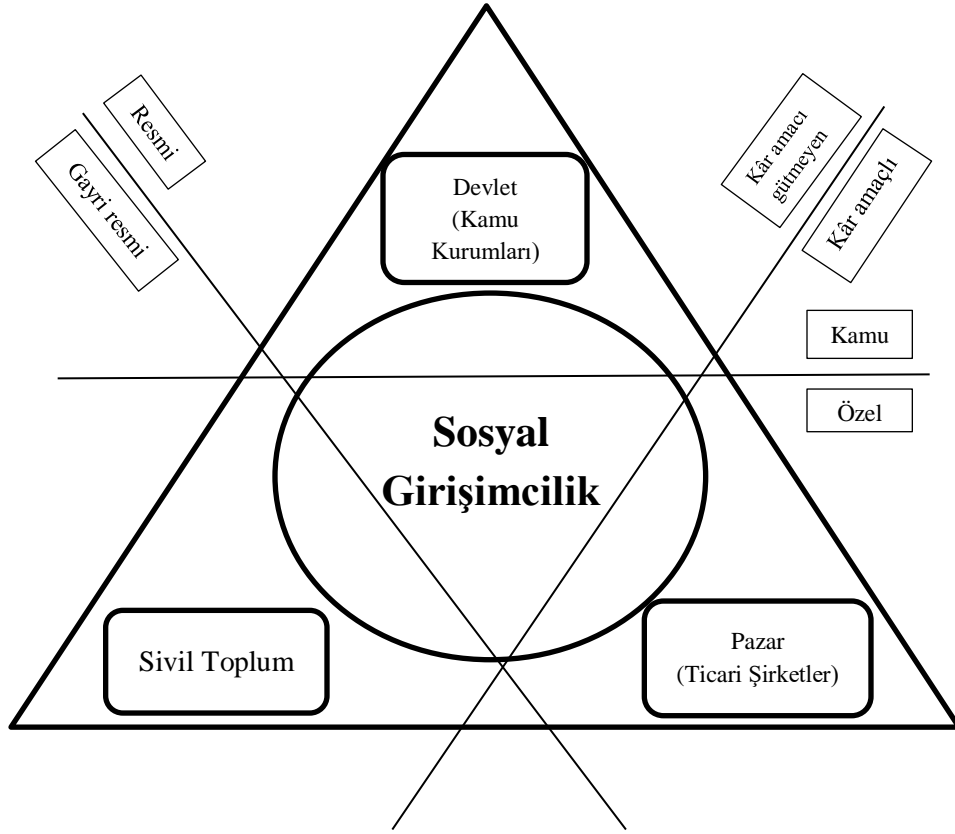 Resmi
Gayri resmi
Kâr amacı
gütmeyen
Kâr amaçlı
Devlet
(Kamu
Kurumları)
Kamu
Özel
Sosyal
Girişimcilik
Sivil Toplum
Pazar
(Ticari Şirketler)